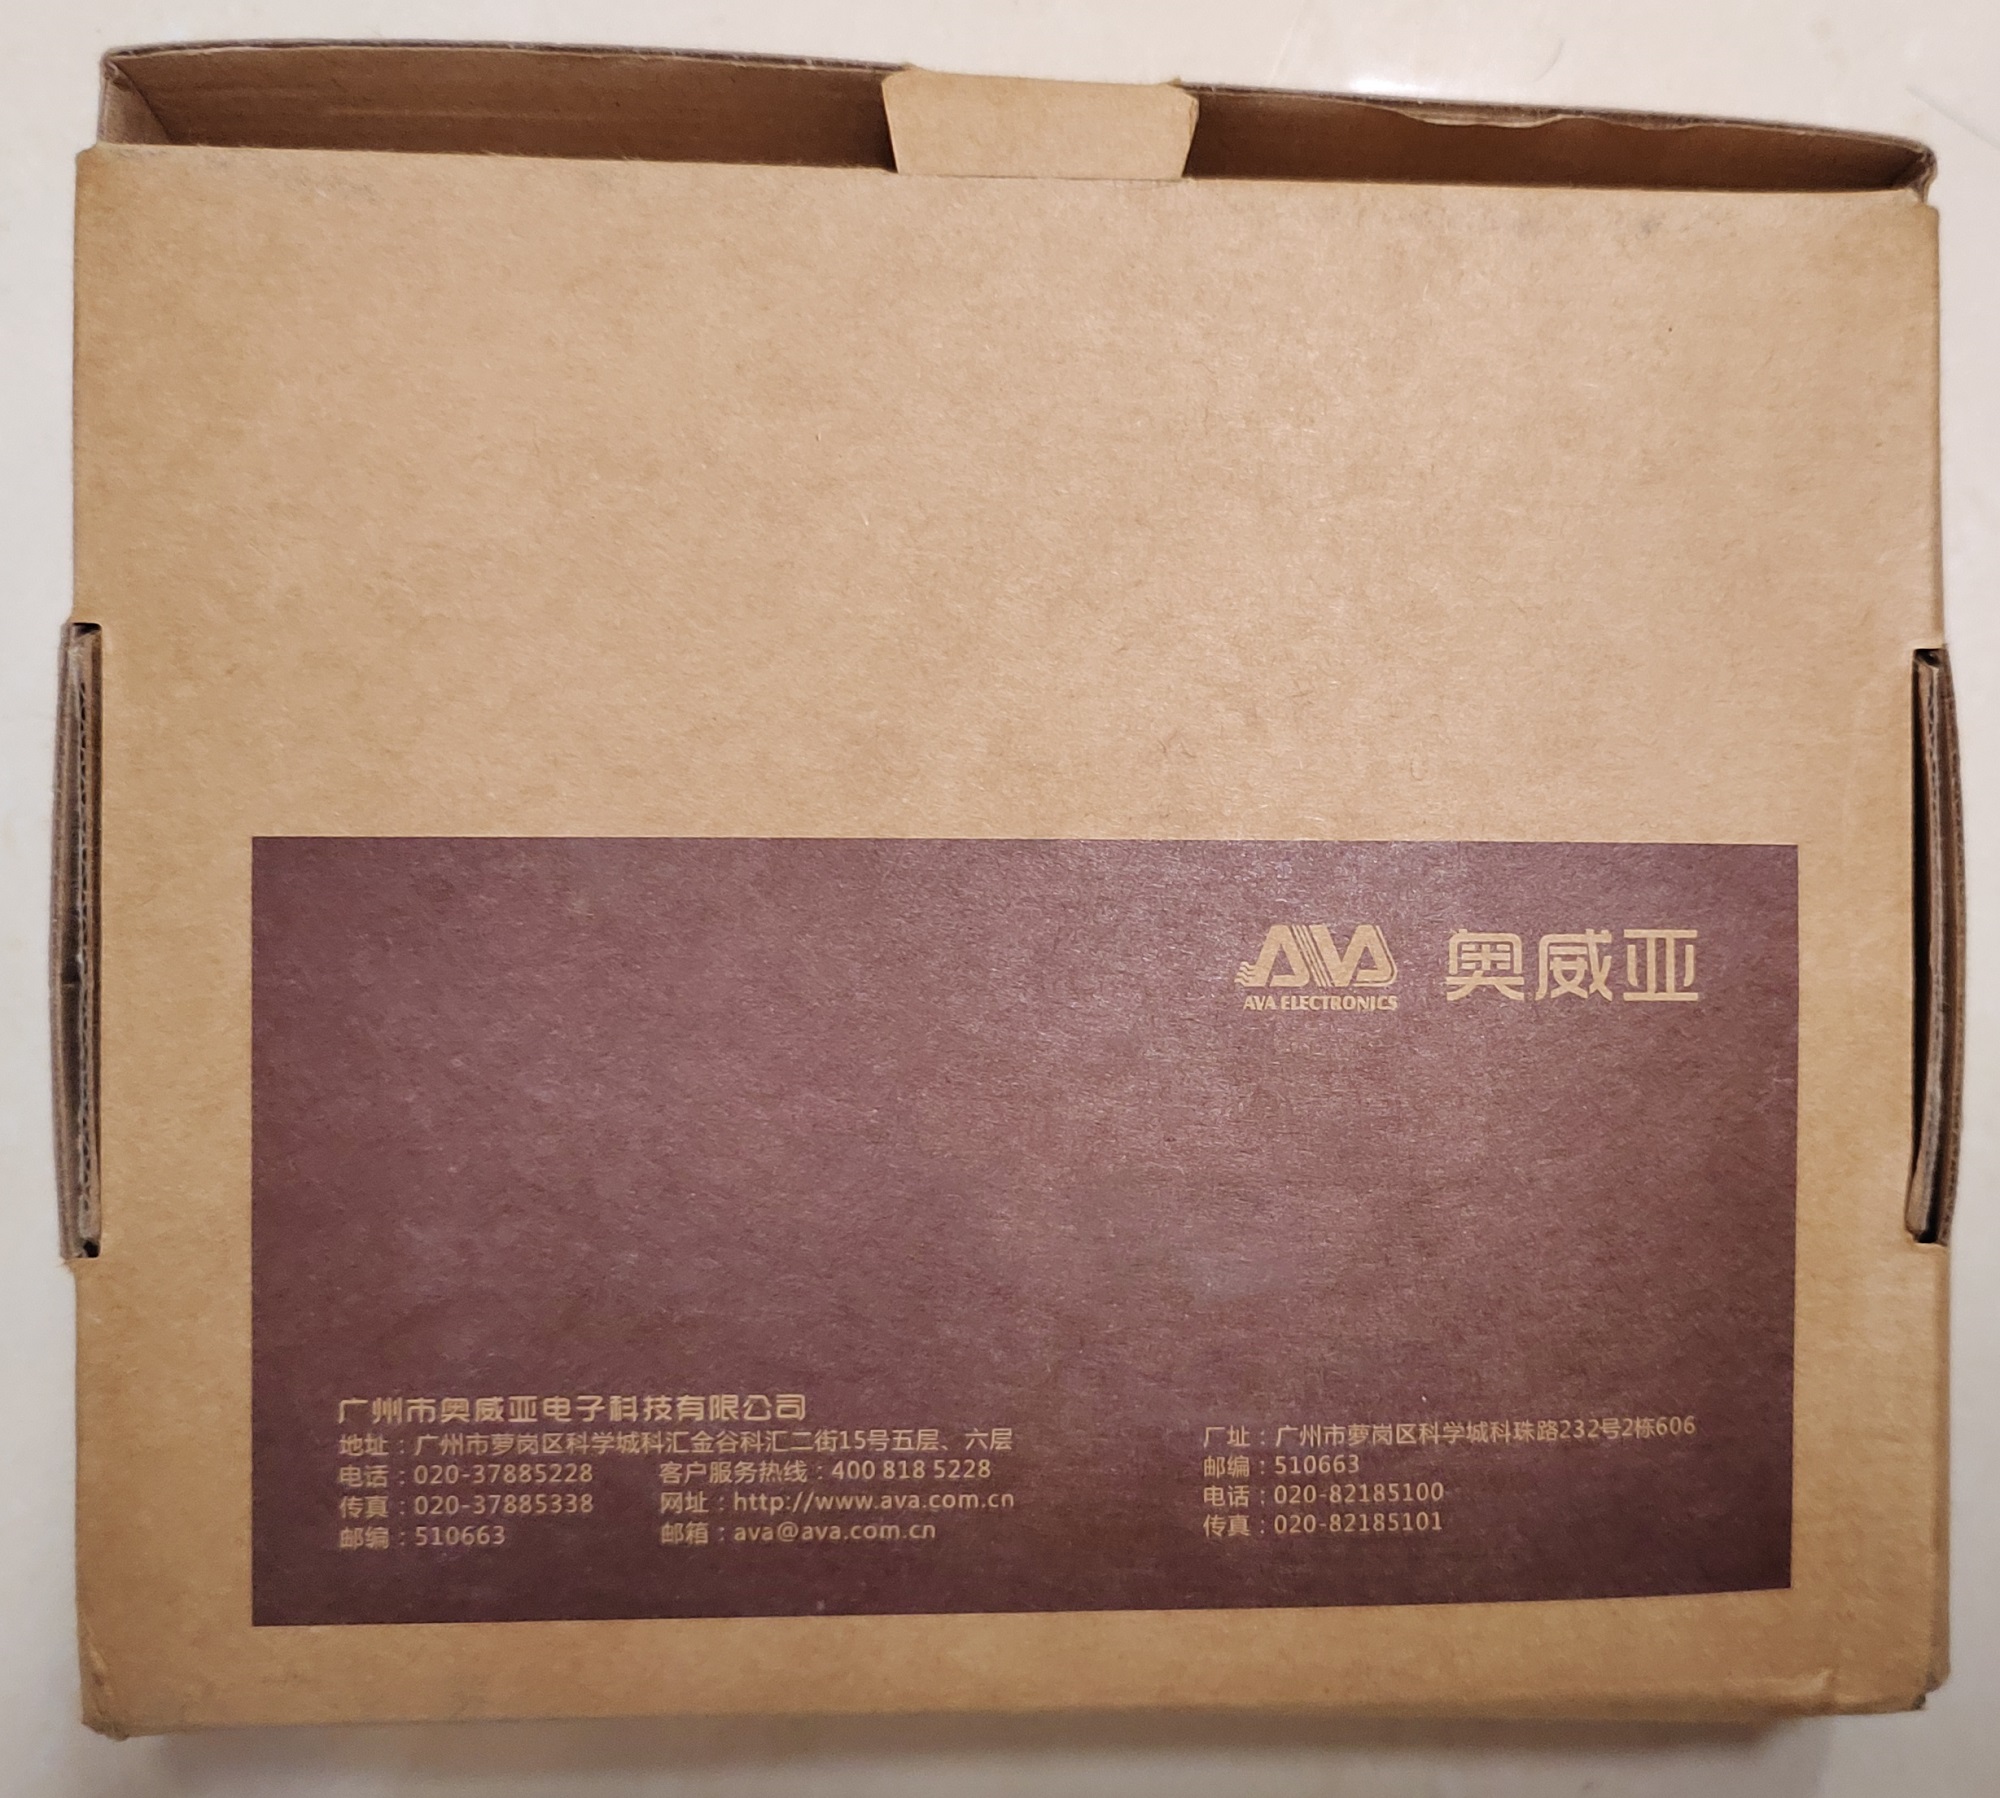 AVA ELECTRONICS
奥威亚
广州市奥威亚电子科技有限公司
地址：广州市萝岗区科学城科汇金谷科汇二街15号五层、六层
电话：020-37885228 客户服务热线：400 818 5228
传真：020-37885338 网址：http://www.ava.com.cn
邮编：510663 邮箱：ava@ava.com.cn
厂址：广州市萝岗区科学城科珠路232号2栋606
邮编：510663
电话：020-82185100
传真：020-82185101